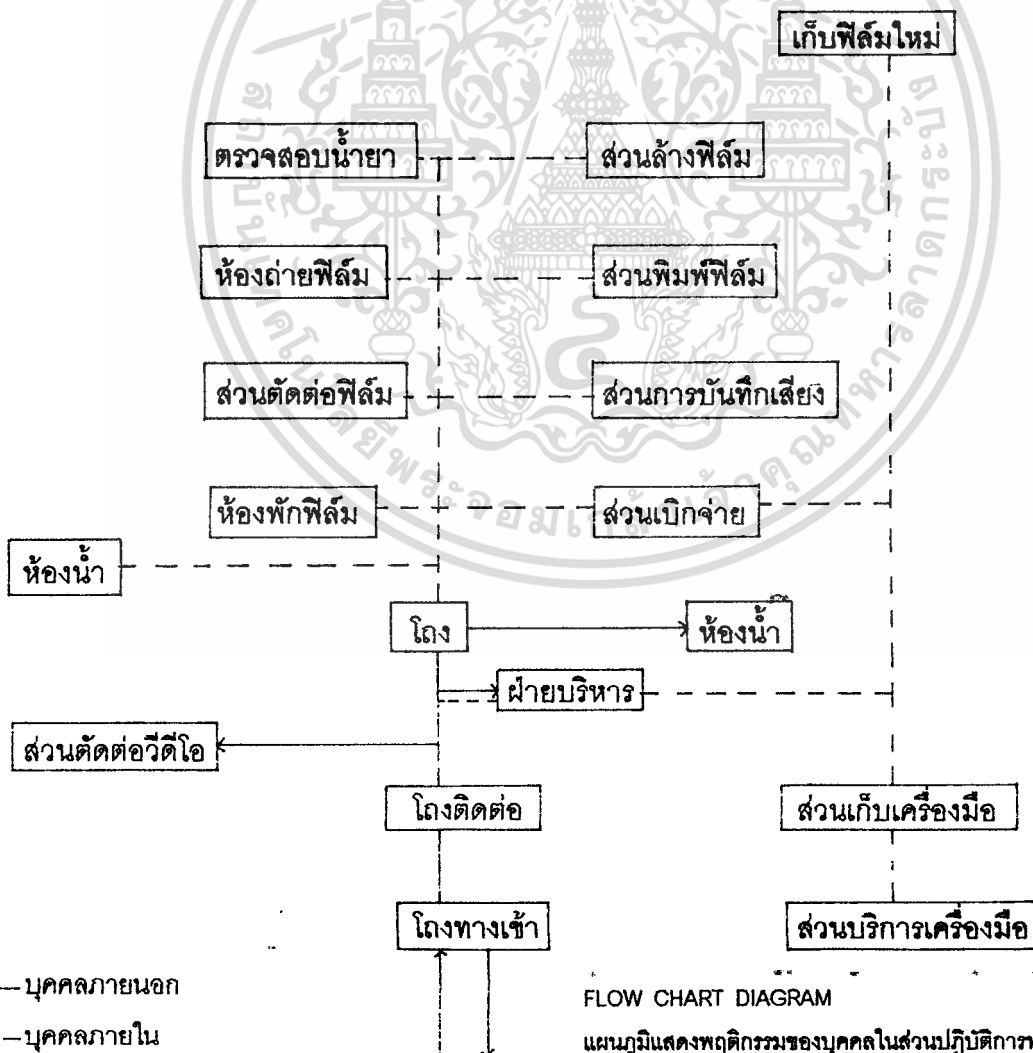 เก็บฟีล์มใหม่
ตรวจสอบน้ำยา
ส่วนล้างฟีล์ม
ห้องถ่ายฟีล์ม
ส่วนพิมพ์ฟีล์ม
ส่วนตัดต่อฟีล์ม
ส่วนการบันทึกเสียง
ห้องพักฟีล์ม
ส่วนเบิกจ่าย
ห้องน้ำ
โถง
ห้องน้ำ
ฝ่ายบริหาร
ส่วนตัดต่อวีดีโอ
โถงติดต่อ
ส่วนเก็บเครื่องมือ
โถงทางเข้า
ส่วนบริการเครื่องมือ
บุคคลภายนอก
บุคคลภายใน
FLOW CHART DIAGRAM
แผนภูมิแสดงพฤติกรรมของบุคคลในส่วนปฏิบัติการ